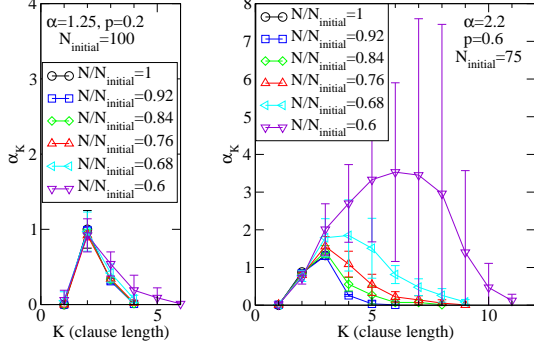 α=1.25, p=0.2
N_initial=100
N/N_initial=1
N/N_initial=0.92
N/N_initial=0.84
N/N_initial=0.76
N/N_initial=0.68
N/N_initial=0.6
4
3
2
1
0
α_K
0
5
K (clause length)
α=2.2
p=0.6
N_initial=75
N/N_initial=1
N/N_initial=0.92
N/N_initial=0.84
N/N_initial=0.76
N/N_initial=0.68
N/N_initial=0.6
8
7
6
5
4
3
2
1
0
α_K
0
5
10
K (clause length)